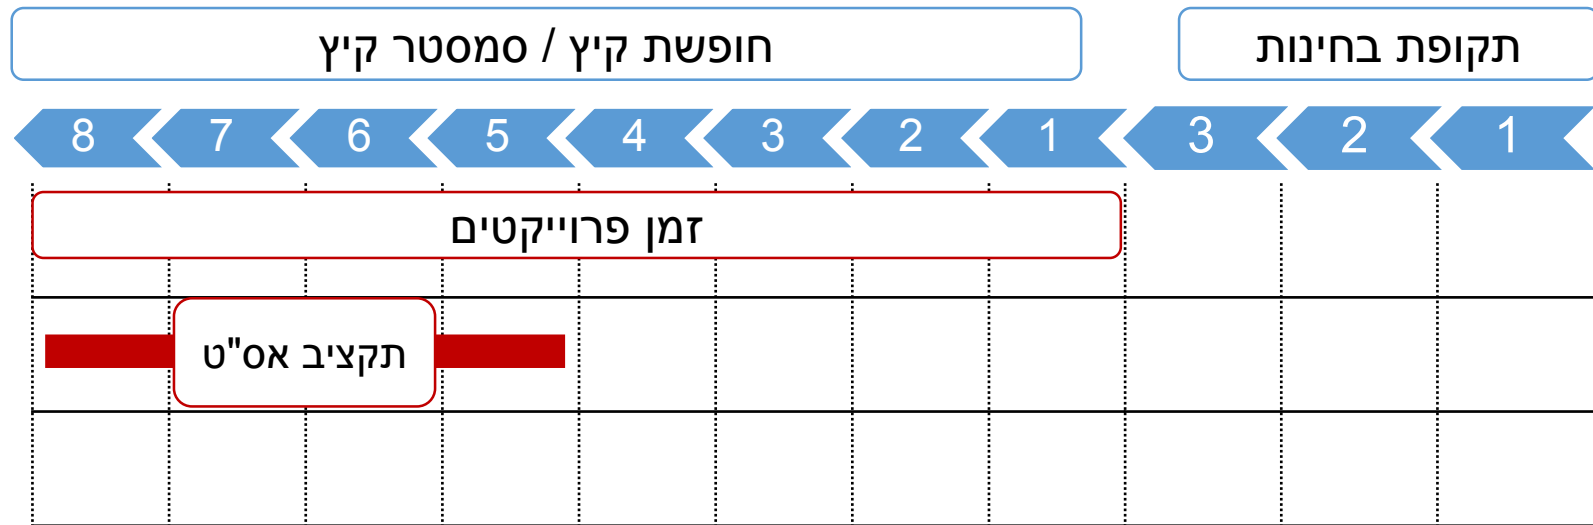 תקופת בחינות
חופשת קיץ / סמסטר קיץ
1 2 3 1 2 3 4 5 6 7 8
זמן פרוייקטים
תקציב אס"ט